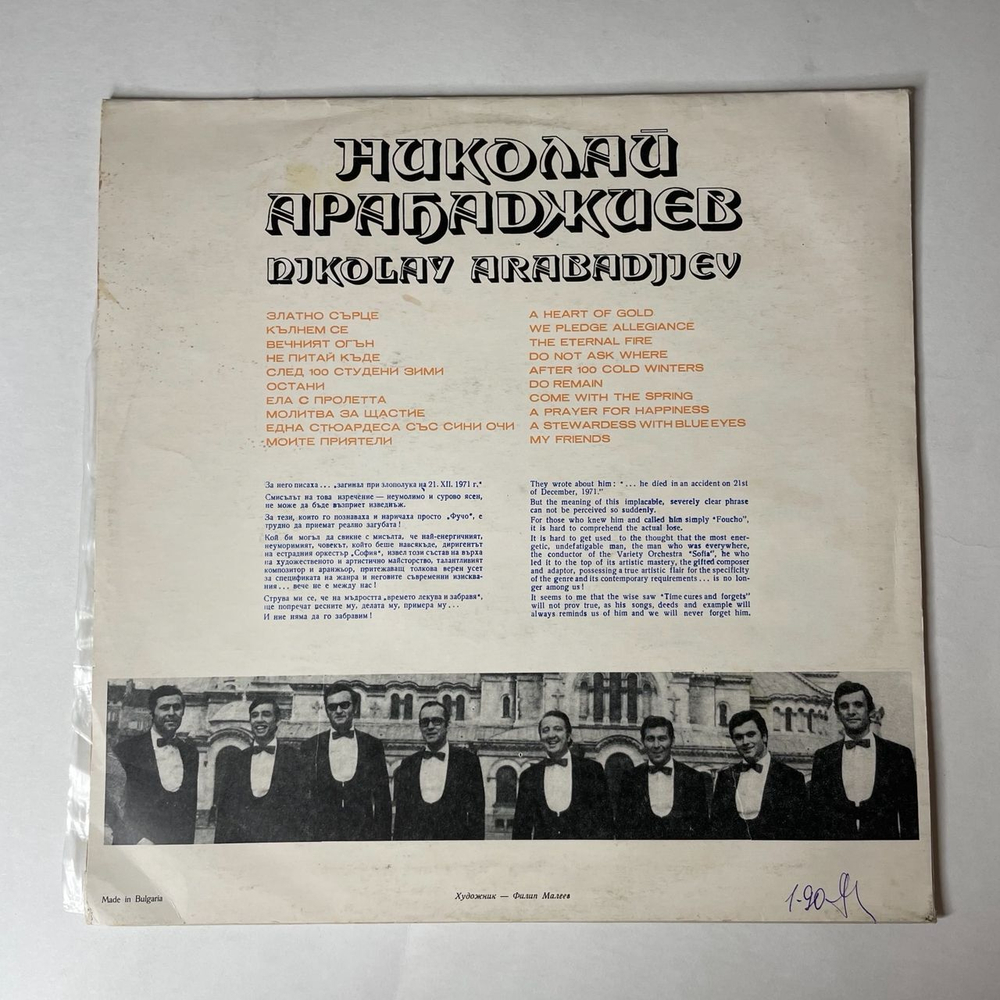 НИКОЛАЙ
АРАБАДЖИЕВ
NIKOLAY ARABADJIEV
ЗЛАТНО СЪРЦЕ
КЪЛНЕМ СЕ
ВЕЧНИЯТ ОГЪН
НЕ ПИТАЙ КЪДЕ
СЛЕД 100 СТУДЕНИ ЗИМИ
ОСТАНИ
ЕЛА С ПРОЛЕТТА
МОЛИТВА ЗА ЩАСТИЕ
ЕДНА СТЮАРДЕСА СЪС СИНИ ОЧИ
МОИТЕ ПРИЯТЕЛИ
A HEART OF GOLD
WE PLEDGE ALLEGIANCE
THE ETERNAL FIRE
DO NOT ASK WHERE
AFTER 100 COLD WINTERS
DO REMAIN
COME WITH THE SPRING
A PRAYER FOR HAPPINESS
A STEWARDESS WITH BLUE EYES
MY FRIENDS
За него писаха . . . „загинал при злополука на 21. XII. 1971 г.“
Смисълът на това изречение — неумолимо и сурово ясен,
не може да бъде възприет изведнъж.
За тези, които го познаваха и наричаха просто „Фучо“, е
трудно да приемат реално загубата !
Кой би могъл да свикне с мисълта, че най-енергичният,
неуморимият, човекът, който беше навсякъде, диригентът
на естрадния оркестър „София“, извел този състав на върха
на художественото и артистично майсторство, талантливият
композитор и аранжьор, притежаващ толкова верен усет
за спецификата на жанра и неговите съвременни изисква-
ния . . . вече не е между нас !
Струва ми се, че на мъдростта „времето лекува и забравя“,
ще попречат песните му, делата му, примера му . . .
И ние няма да го забравим !
They wrote about him : “. . . he died in an accident on 21st
of December, 1971.”
But the meaning of this implacable, severely clear phrase
can not be perceived so suddenly.
For those who knew him and called him simply “Foucho”,
it is hard to comprehend the actual lose.
It is hard to get used to the thought that the most ener-
getic, undefatigable man, the man who was everywhere,
the conductor of the Variety Orchestra “Sofia”, he who
led it to the top of its artistic mastery, the gifted composer
and adaptor, possessing a true artistic flair for the specificity
of the genre and its contemporary requirements . . . is no lon-
ger among us !
It seems to me that the wise saw “Time cures and forgets”
will not prov true, as his songs, deeds and example will
always reminds us of him and we will never forget him.
Made in Bulgaria
Художник — Филип Малеев
1·90